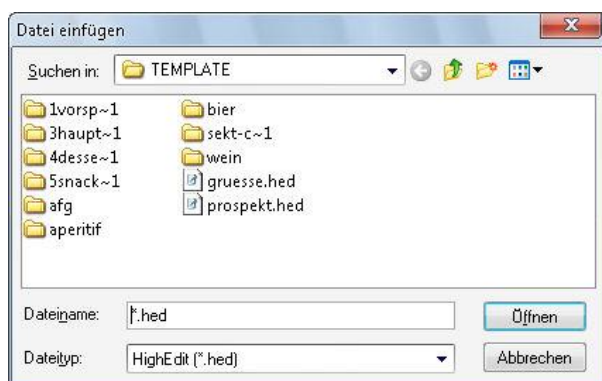 Datei einfügen
Suchen in: TEMPLATE
1vorsp~1
3haupt~1
4desse~1
5snack~1
afg
aperitif
bier
sekt-c~1
wein
gruesse.hed
prospekt.hed
Dateiname: *.hed Öffnen
Dateityp: HighEdit (*.hed) Abbrechen